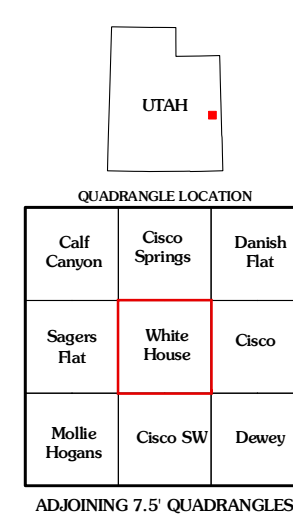 UTAH
QUADRANGLE LOCATION
Calf
Canyon
Cisco
Springs
Danish
Flat
Sagers
Flat
White
House
Cisco
Mollie
Hogans
Cisco SW
Dewey
ADJOINING 7.5' QUADRANGLES